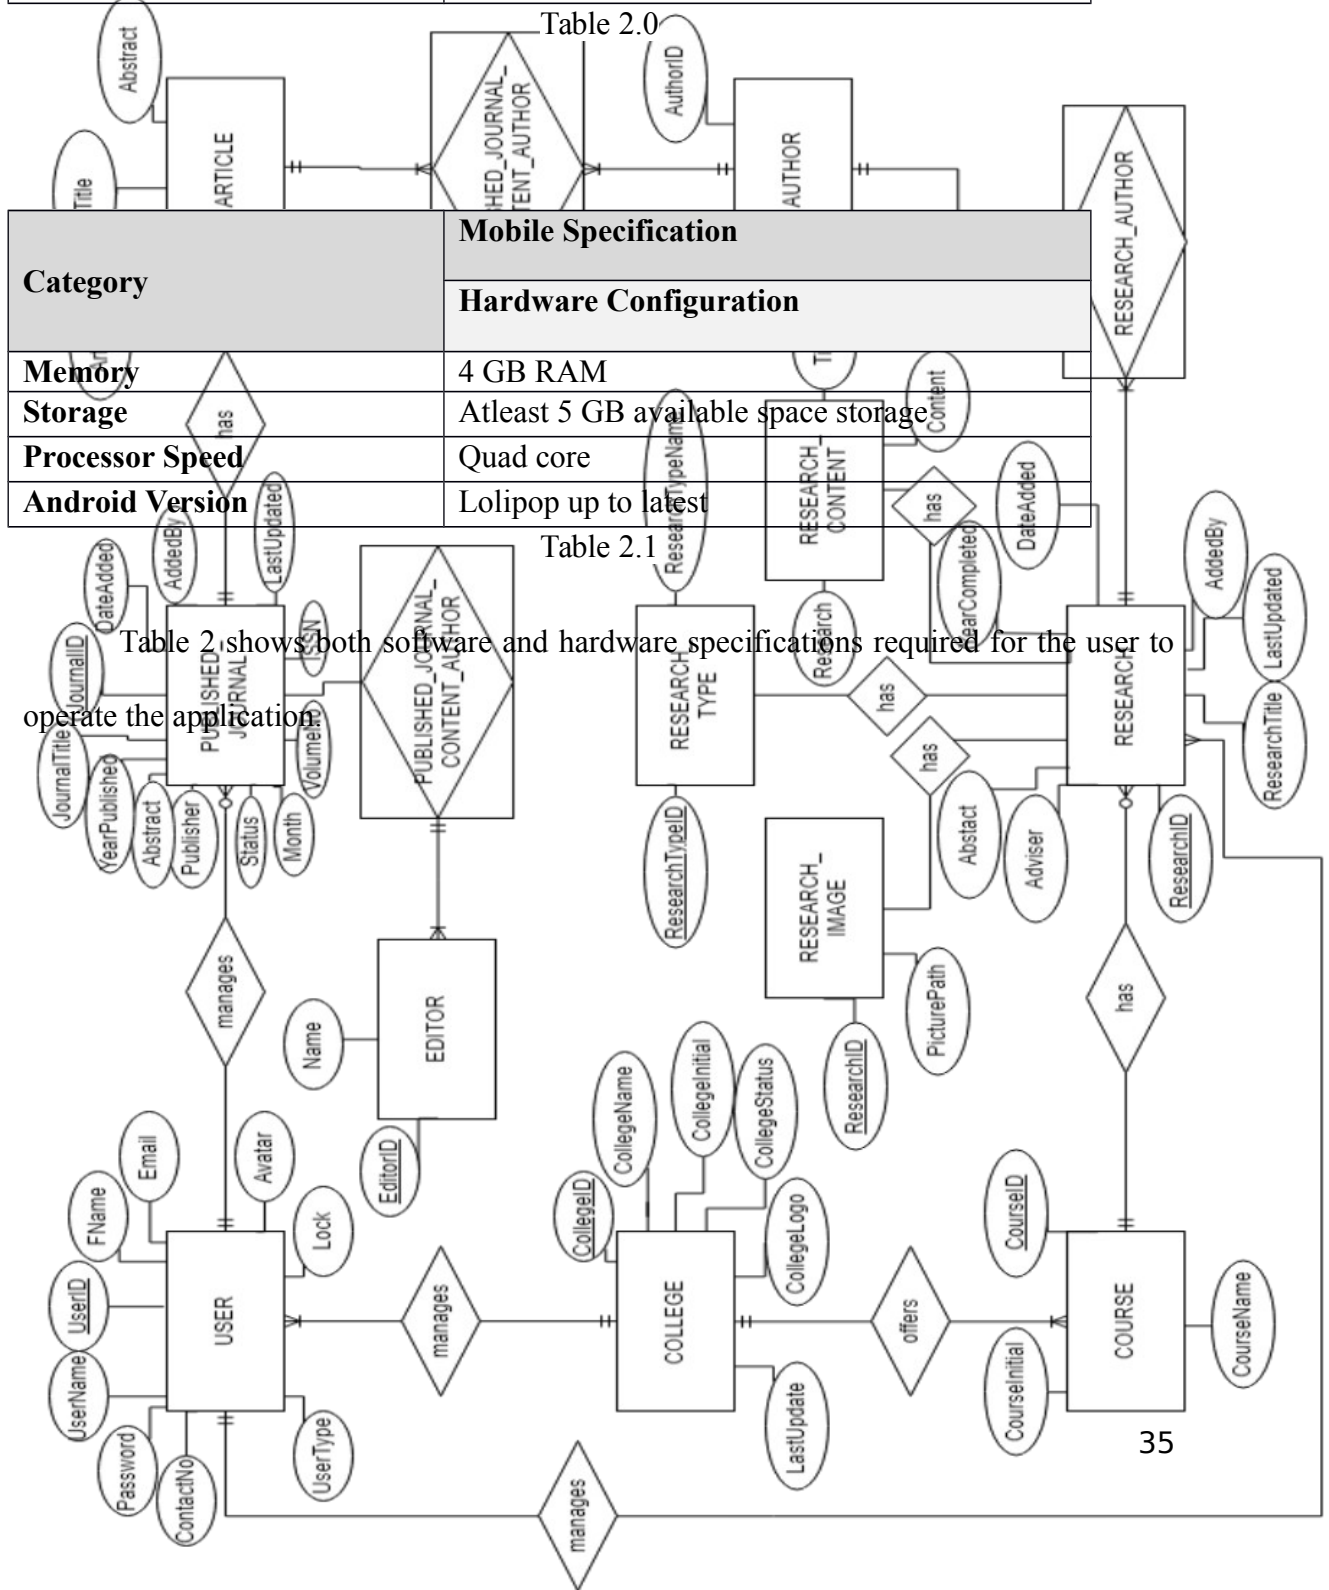 Table 2.0
Category
Mobile Specification
Hardware Configuration
Memory 4 GB RAM
Storage Atleast 5 GB available space storage
Processor Speed Quad core
Android Version Lolipop up to latest
Table 2.1
Table 2 shows both software and hardware specifications required for the user to
operate the application.
35
Abstract
Title
ARTICLE
SHED_JOURNAL_
TENT_AUTHOR
AuthorID
AUTHOR
RESEARCH_AUTHOR
has
LastUpdated
AddedBy
DateAdded
JournalID
JournalTitle
YearPublished
Abstract
Publisher
Status
Month
VolumeNo
ISSN
PUBLISHED_
JOURNAL
PUBLISHED_JOURNAL_
CONTENT_AUTHOR
ResearchTypeName
RESEARCH_
TYPE
ResearchTypeID
RESEARCH_
CONTENT
Content
Research
has
has
has
YearCompleted
DateAdded
AddedBy
LastUpdated
ResearchTitle
ResearchID
Adviser
Abstact
RESEARCH
RESEARCH_
IMAGE
PicturePath
ResearchID
manages
EDITOR
Name
EditorID
has
USER
Email
FName
UserID
UserName
Password
ContactNo
UserType
Lock
Avatar
manages
COLLEGE
CollegeID
CollegeName
CollegeInitial
CollegeStatus
CollegeLogo
LastUpdate
offers
COURSE
CourseID
CourseInitial
CourseName
manages